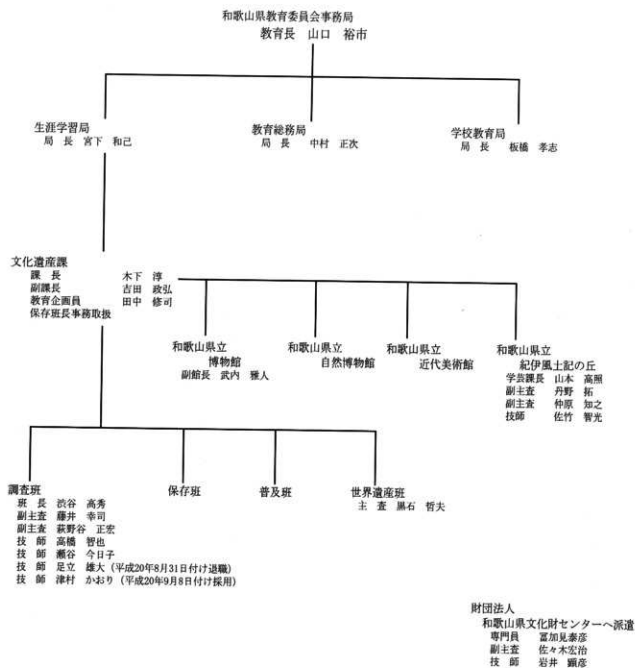 和歌山県教育委員会事務局
教育長 山口 裕市
生涯学習局
局 長 宮下 和己
教育総務局
局 長 中村 正次
学校教育局
局 長 板橋 孝志
文化遺産課
課 長 木下 淳
副課長 吉田 政弘
教育企画員 田中 修司
保存班長事務取扱
和歌山県立
博物館
副館長 武内 雅人
和歌山県立
自然博物館
和歌山県立
近代美術館
和歌山県立
紀伊風土記の丘
学芸課長 山本 高照
副主査 丹野 拓
副主査 仲原 知之
技師 佐竹 智光
調査班
班 長 渋谷 高秀
副主査 藤井 幸司
副主査 萩野谷 正宏
技 師 高橋 智也
技 師 瀬谷 今日子
技 師 足立 雄大(平成20年8月31日付け退職)
技 師 津村 かおり(平成20年9月8日付け採用)
保存班
普及班
世界遺産班
主 査 黒石 哲夫
財団法人
和歌山県文化財センターへ派遣
専門員 冨加見泰彦
副主査 佐々木宏治
技 師 岩井 顕彦